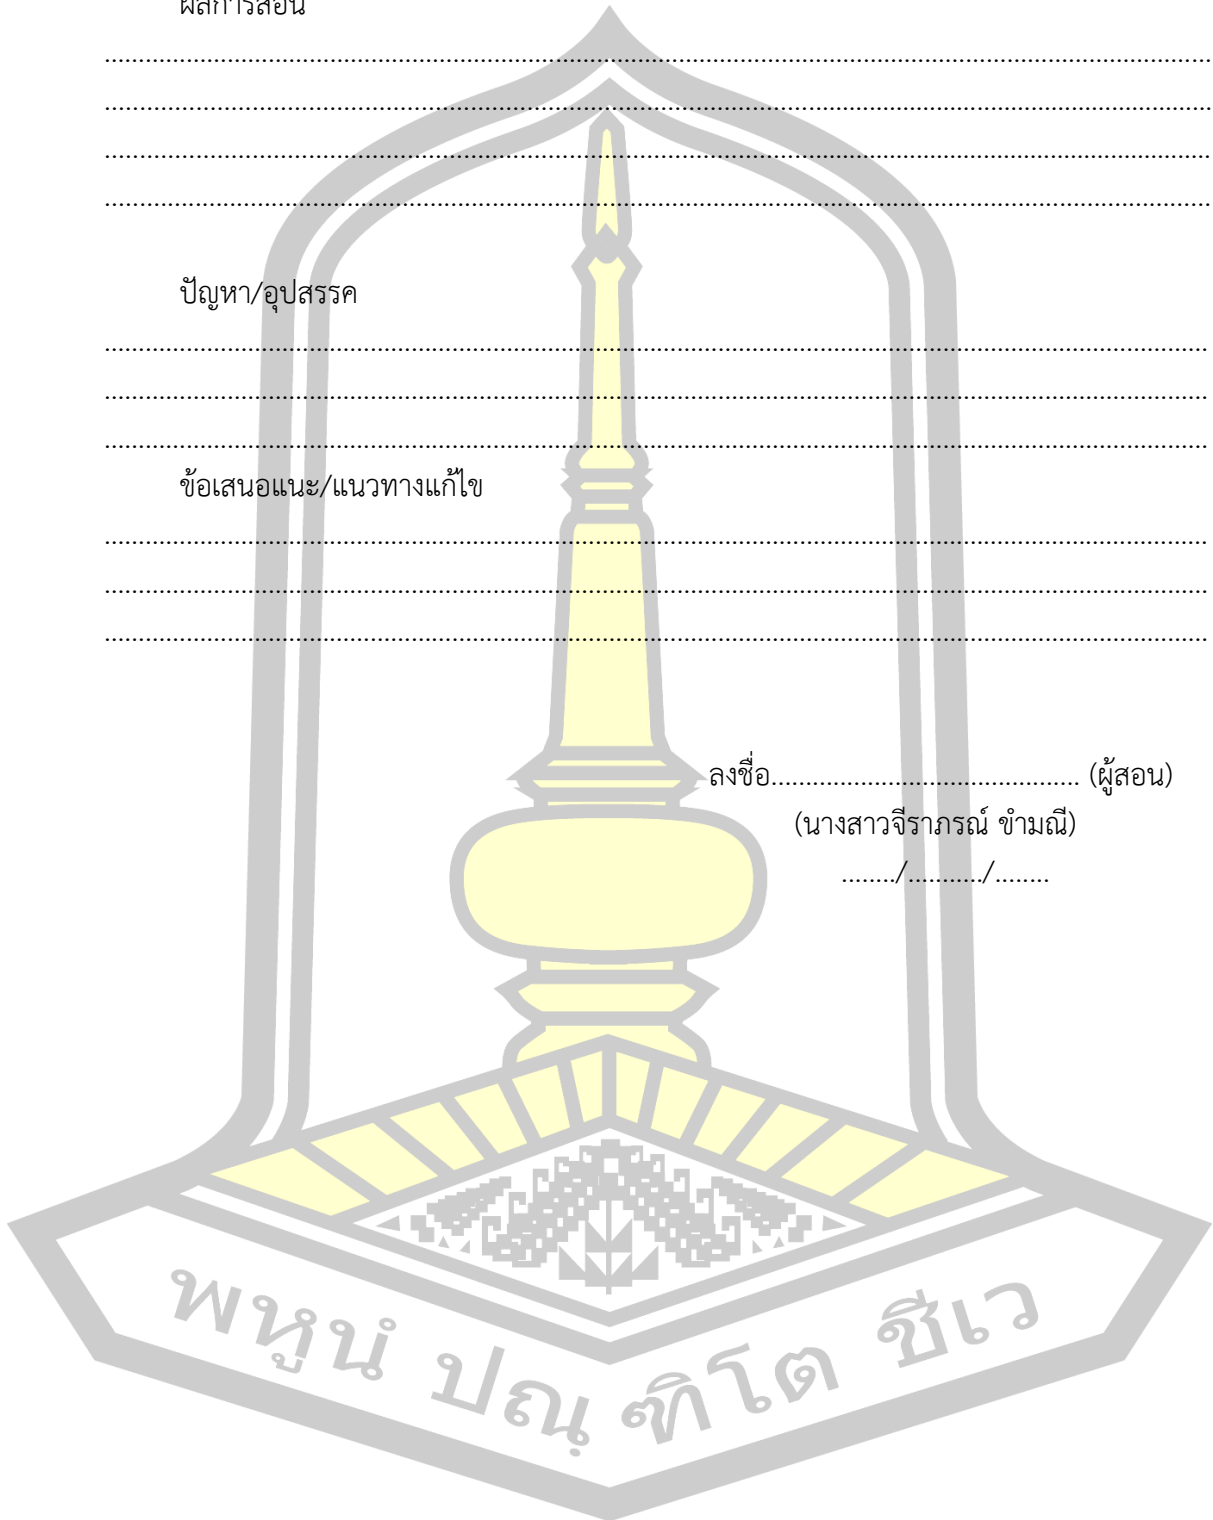 ผลการสอน
ปัญหา/อุปสรรค
ข้อเสนอแนะ/แนวทางแก้ไข
ลงชื่อ....................................... (ผู้สอน)
(นางสาวจีราภรณ์ ขำมณี)
......../.........../........
พหูนํ ปณฺฑิโต ชีเว